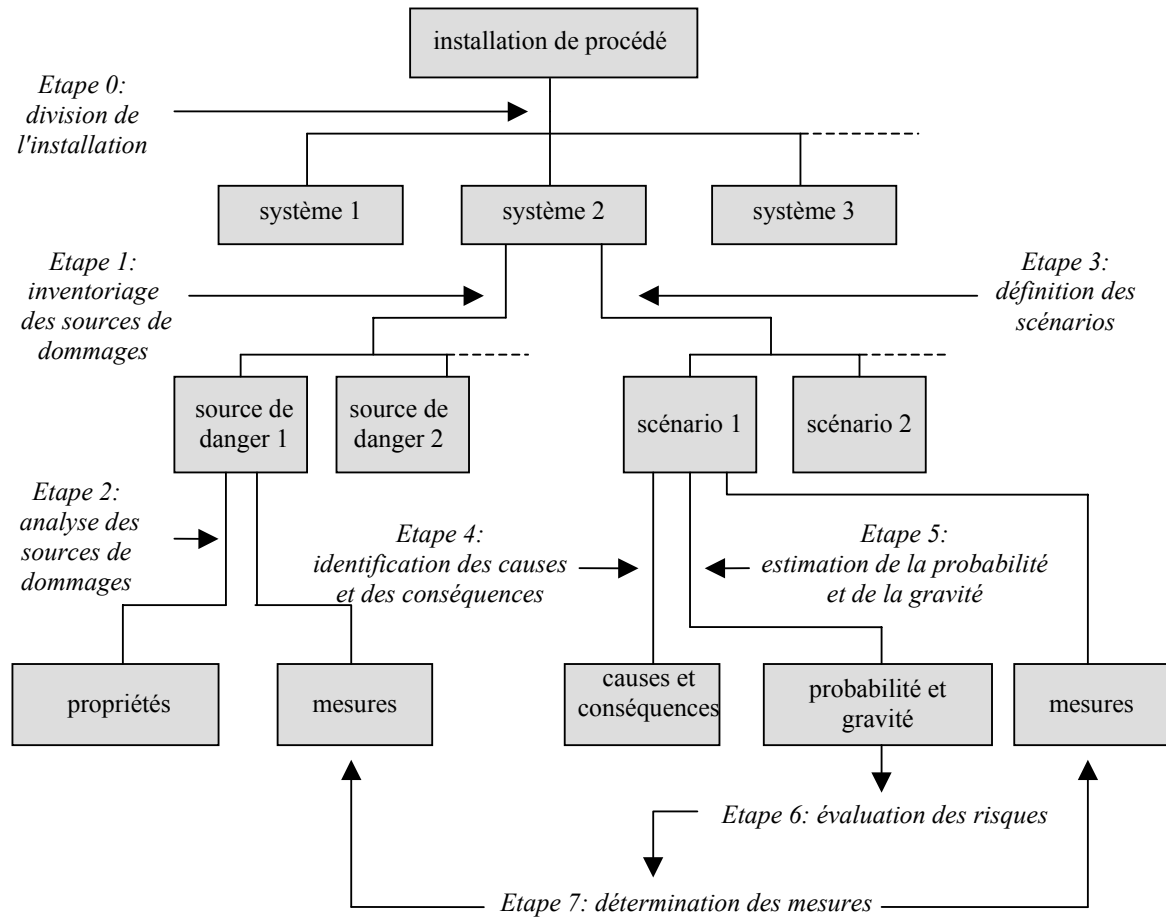 installation de procédé
Etape 0:
division de
l'installation
système 1
système 2
système 3
Etape 1:
inventoriage
des sources de
dommages
Etape 3:
définition des
scénarios
source de
danger 1
source de
danger 2
scénario 1
scénario 2
Etape 2:
analyse des
sources de
dommages
Etape 4:
identification des causes
et des conséquences
Etape 5:
estimation de la probabilité
et de la gravité
propriétés
mesures
causes et
conséquences
probabilité et
gravité
mesures
Etape 6: évaluation des risques
Etape 7: détermination des mesures